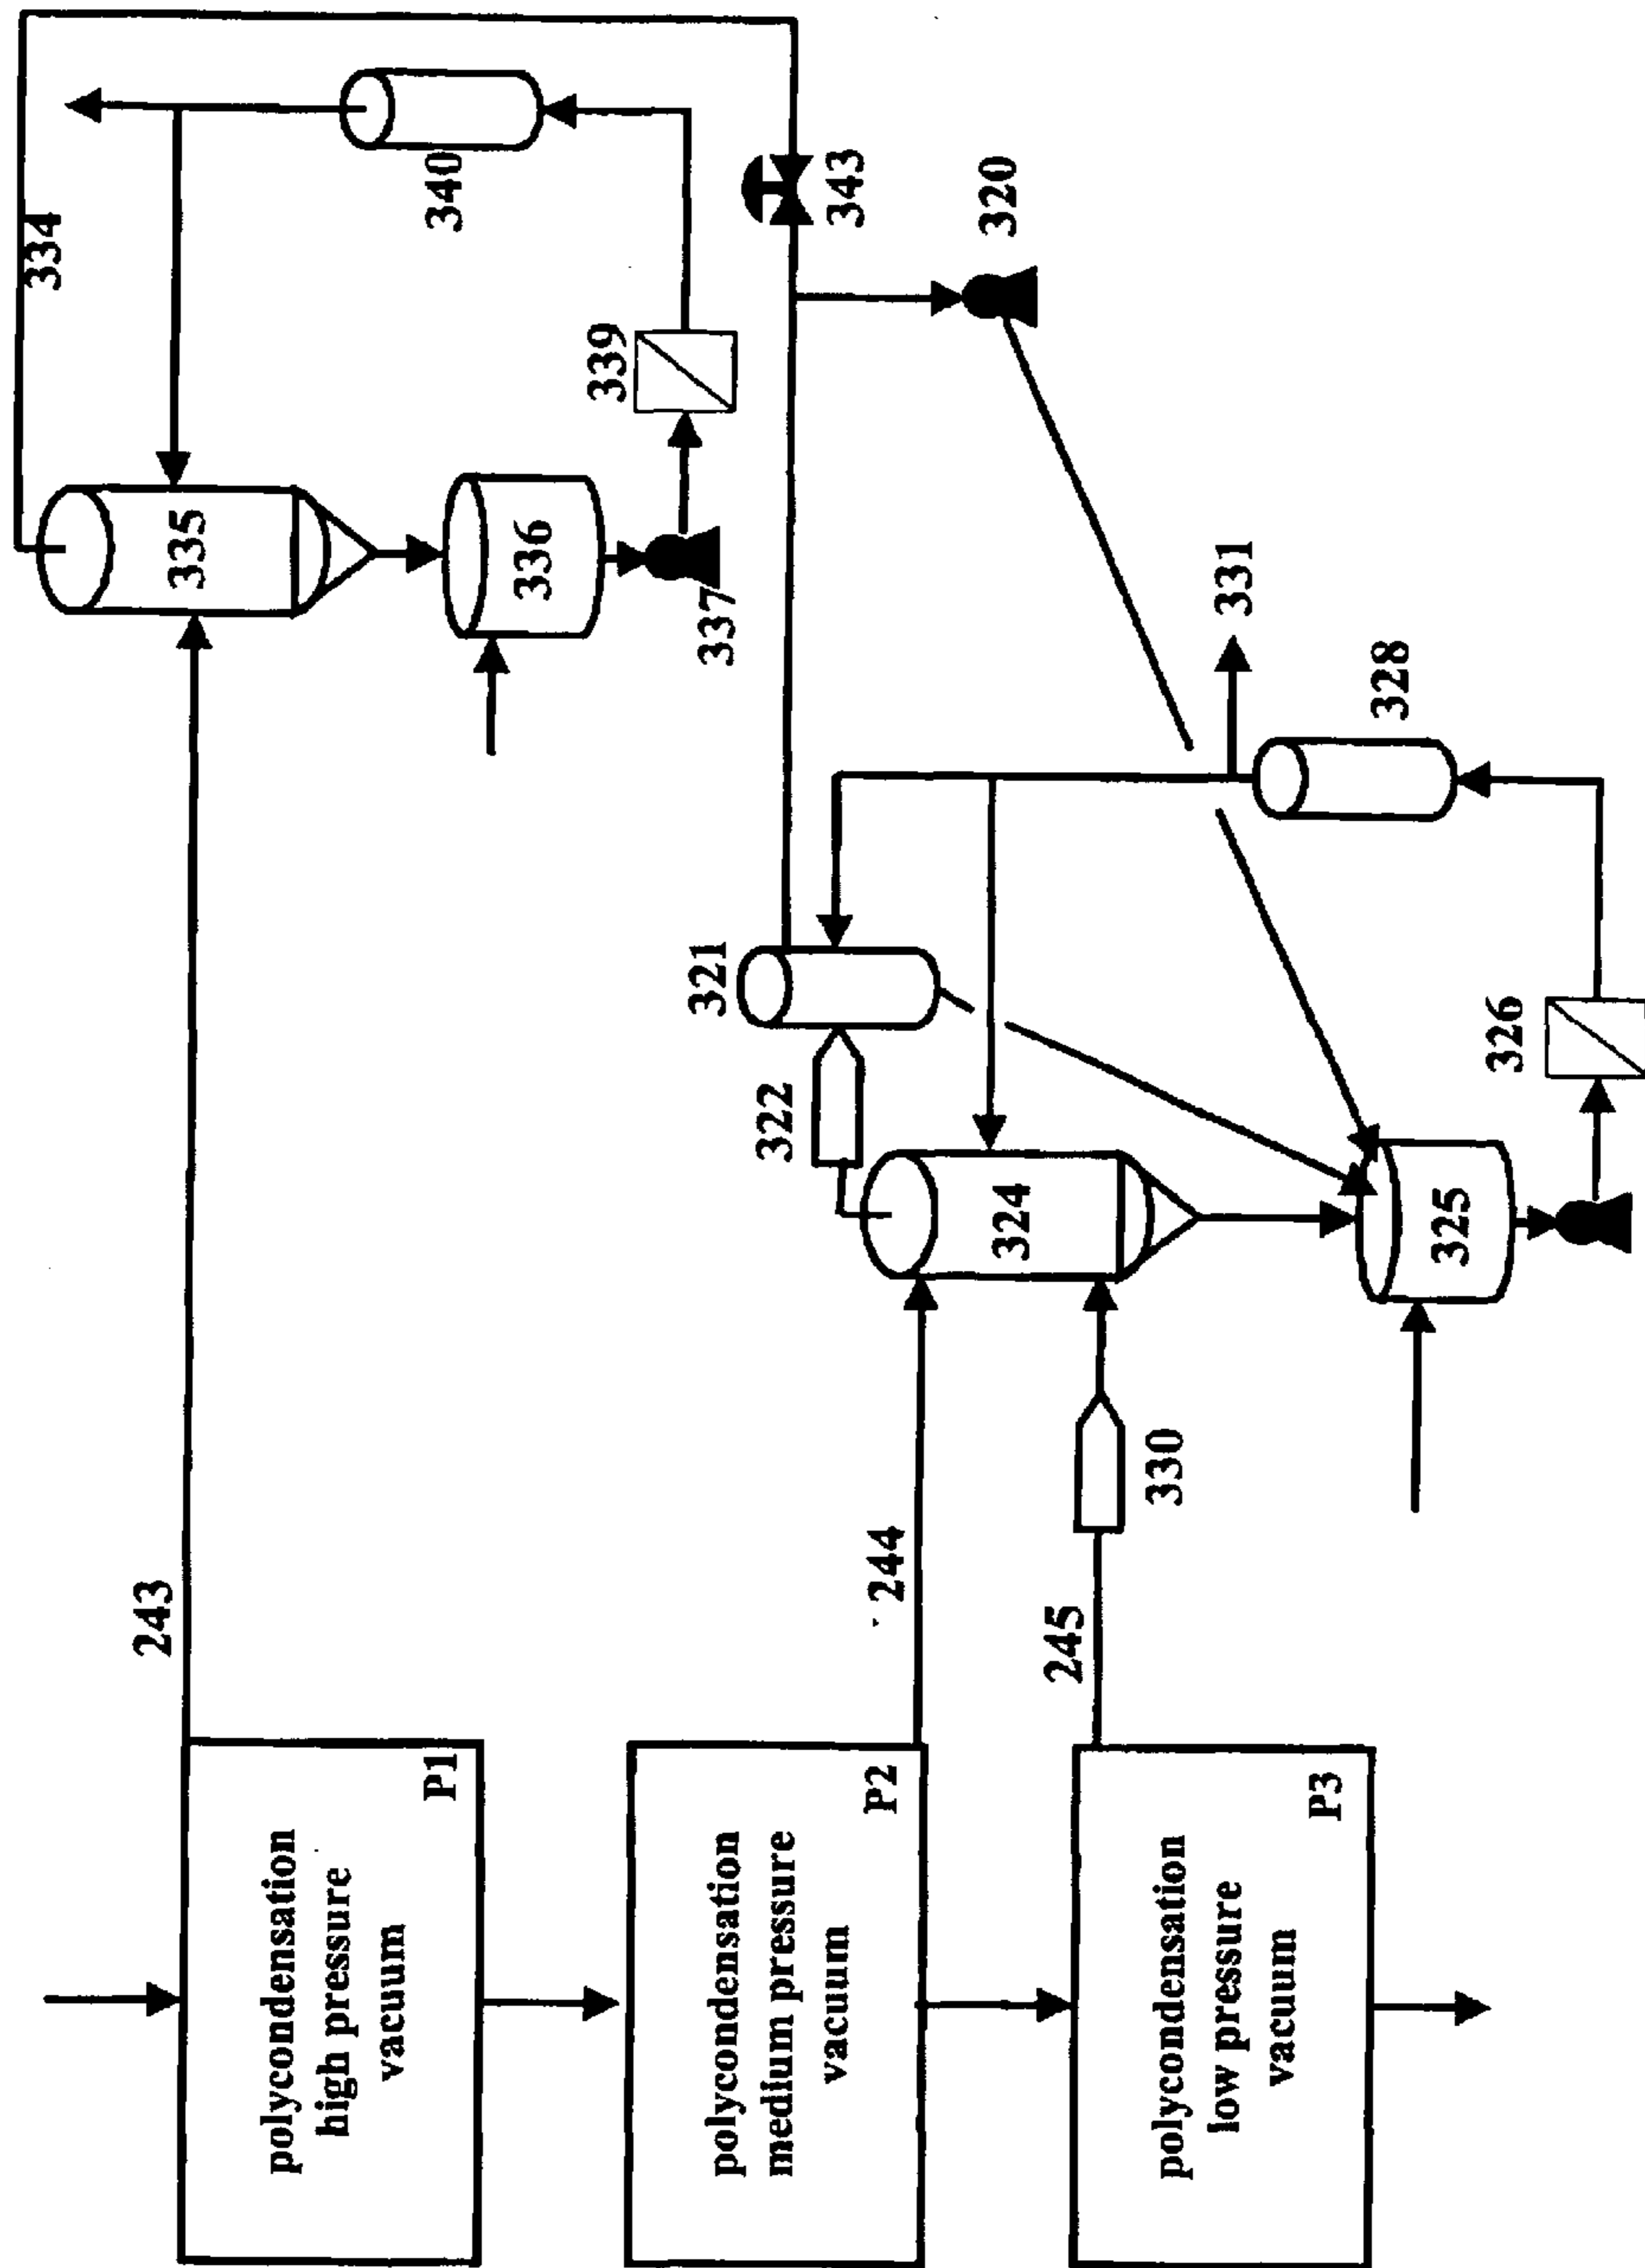 334
340
343
320
335
336
337
339
331
328
321
322
324
325
326
330
243
244
245
polycondensation
high pressure
vacuum
P1
polycondensation
medium pressure
vacuum
P2
polycondensation
low pressure
vacuum
P3